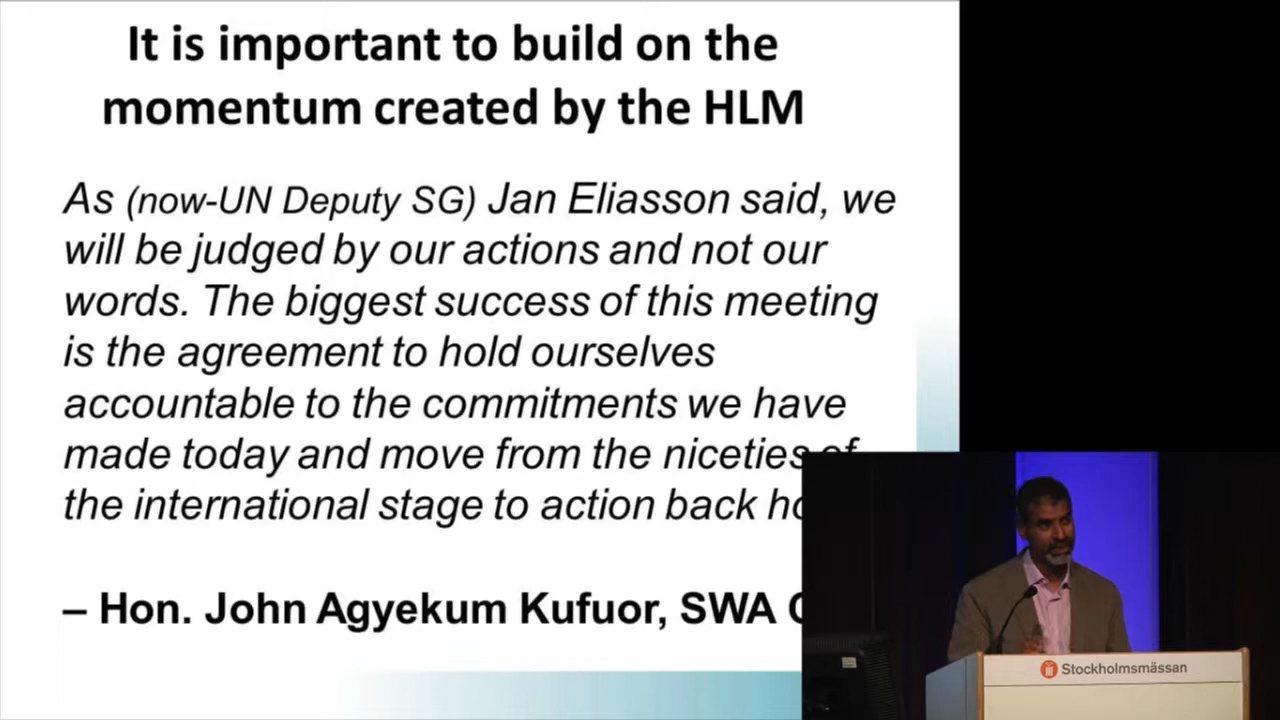 It is important to build on the
momentum created by the HLM
As (now-UN Deputy SG) Jan Eliasson said, we
will be judged by our actions and not our
words. The biggest success of this meeting
is the agreement to hold ourselves
accountable to the commitments we have
made today and move from the niceties of
the international stage to action back
– Hon. John Agyekum Kufuor, SWA
Stockholmsmässan